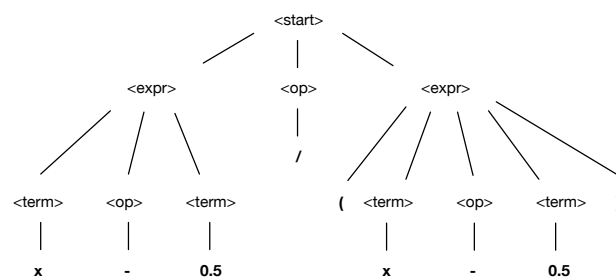 <start>
<expr> <op> <expr>
/
<term> <op> <term> ( <term> <op> <term>
x - 0.5 x - 0.5